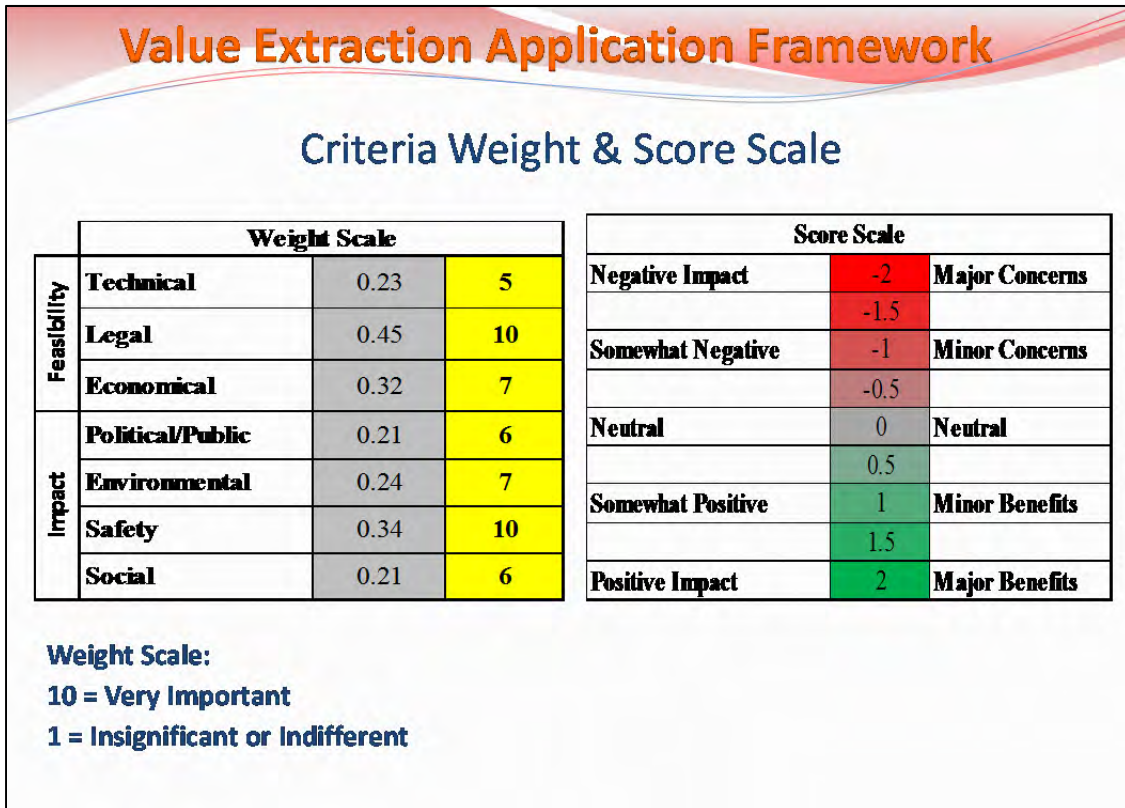 Value Extraction Application Framework
Criteria Weight & Score Scale
Weight Scale
Feasibility
Technical 0.23 5
Legal 0.45 10
Economical 0.32 7
Impact
Political/Public 0.21 6
Environmental 0.24 7
Safety 0.34 10
Social 0.21 6
Score Scale
Negative Impact -2 Major Concerns
-1.5
Somewhat Negative -1 Minor Concerns
-0.5
Neutral 0 Neutral
0.5
Somewhat Positive 1 Minor Benefits
1.5
Positive Impact 2 Major Benefits
Weight Scale:
10 = Very Important
1 = Insignificant or Indifferent